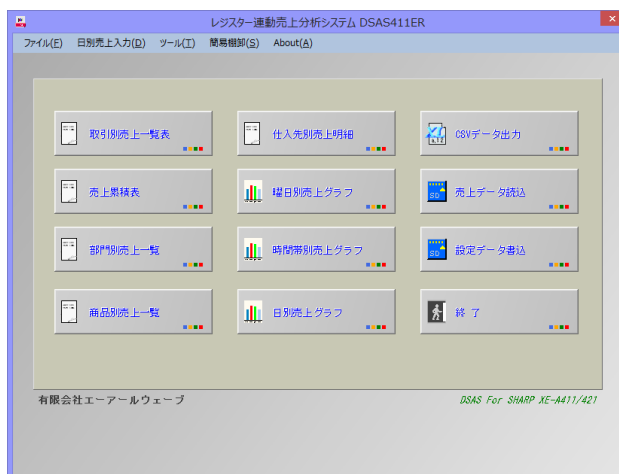 レジスター連動売上分析システム DSAS411ER
ファイル(F) 日別売上入力(D) ツール(T) 簡易棚卸(S) About(A)
取引別売上一覧表 仕入先別売上明細 CSVデータ出力
売上累積表 曜日別売上グラフ 売上データ読込
部門別売上一覧 時間帯別売上グラフ 設定データ書込
商品別売上一覧 日別売上グラフ 終了
有限会社エーアールウェーブ DSAS For SHARP XE-A411/421